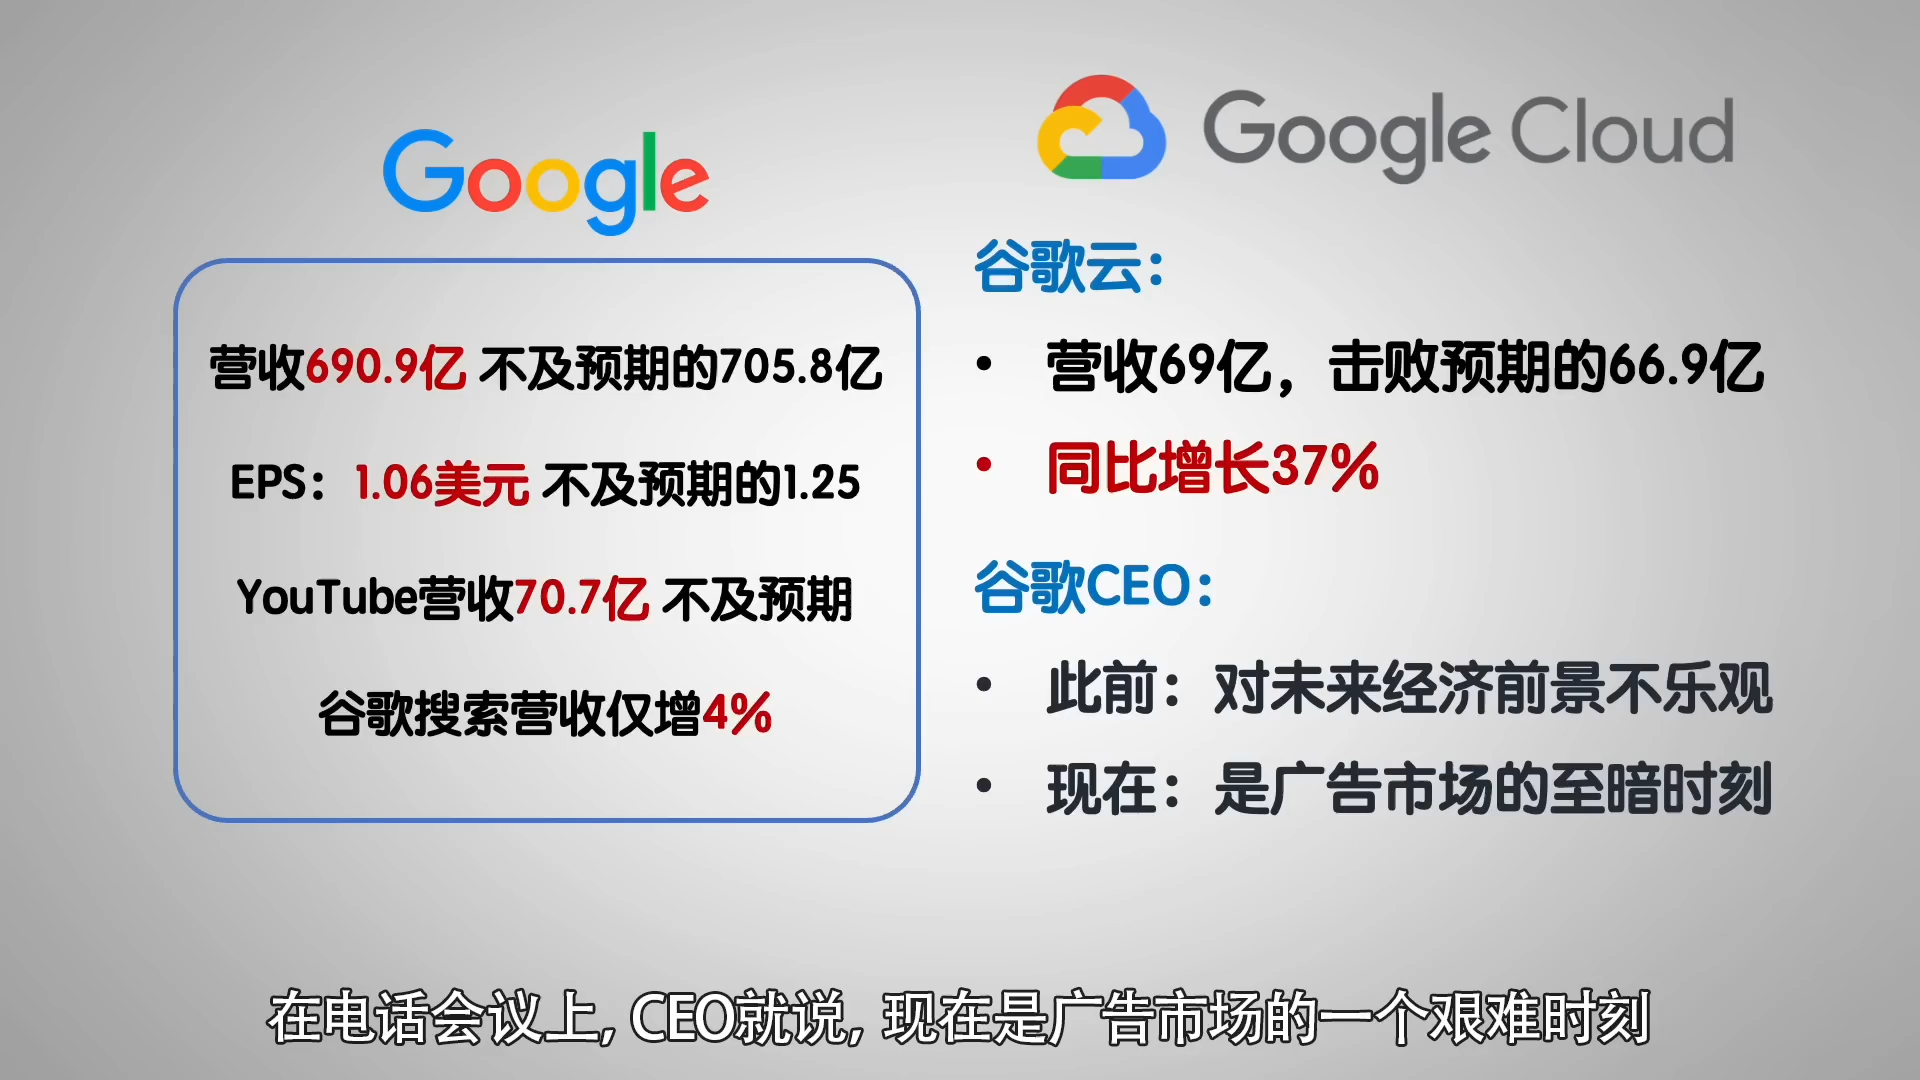 Google
营收690.9亿 不及预期的705.8亿
EPS：1.06美元 不及预期的1.25
YouTube营收70.7亿 不及预期
谷歌搜索营收仅增4%
Google Cloud
谷歌云：
• 营收69亿，击败预期的66.9亿
• 同比增长37%
谷歌CEO：
• 此前：对未来经济前景不乐观
• 现在：是广告市场的至暗时刻
在电话会议上, CEO就说, 现在是广告市场的一个艰难时刻